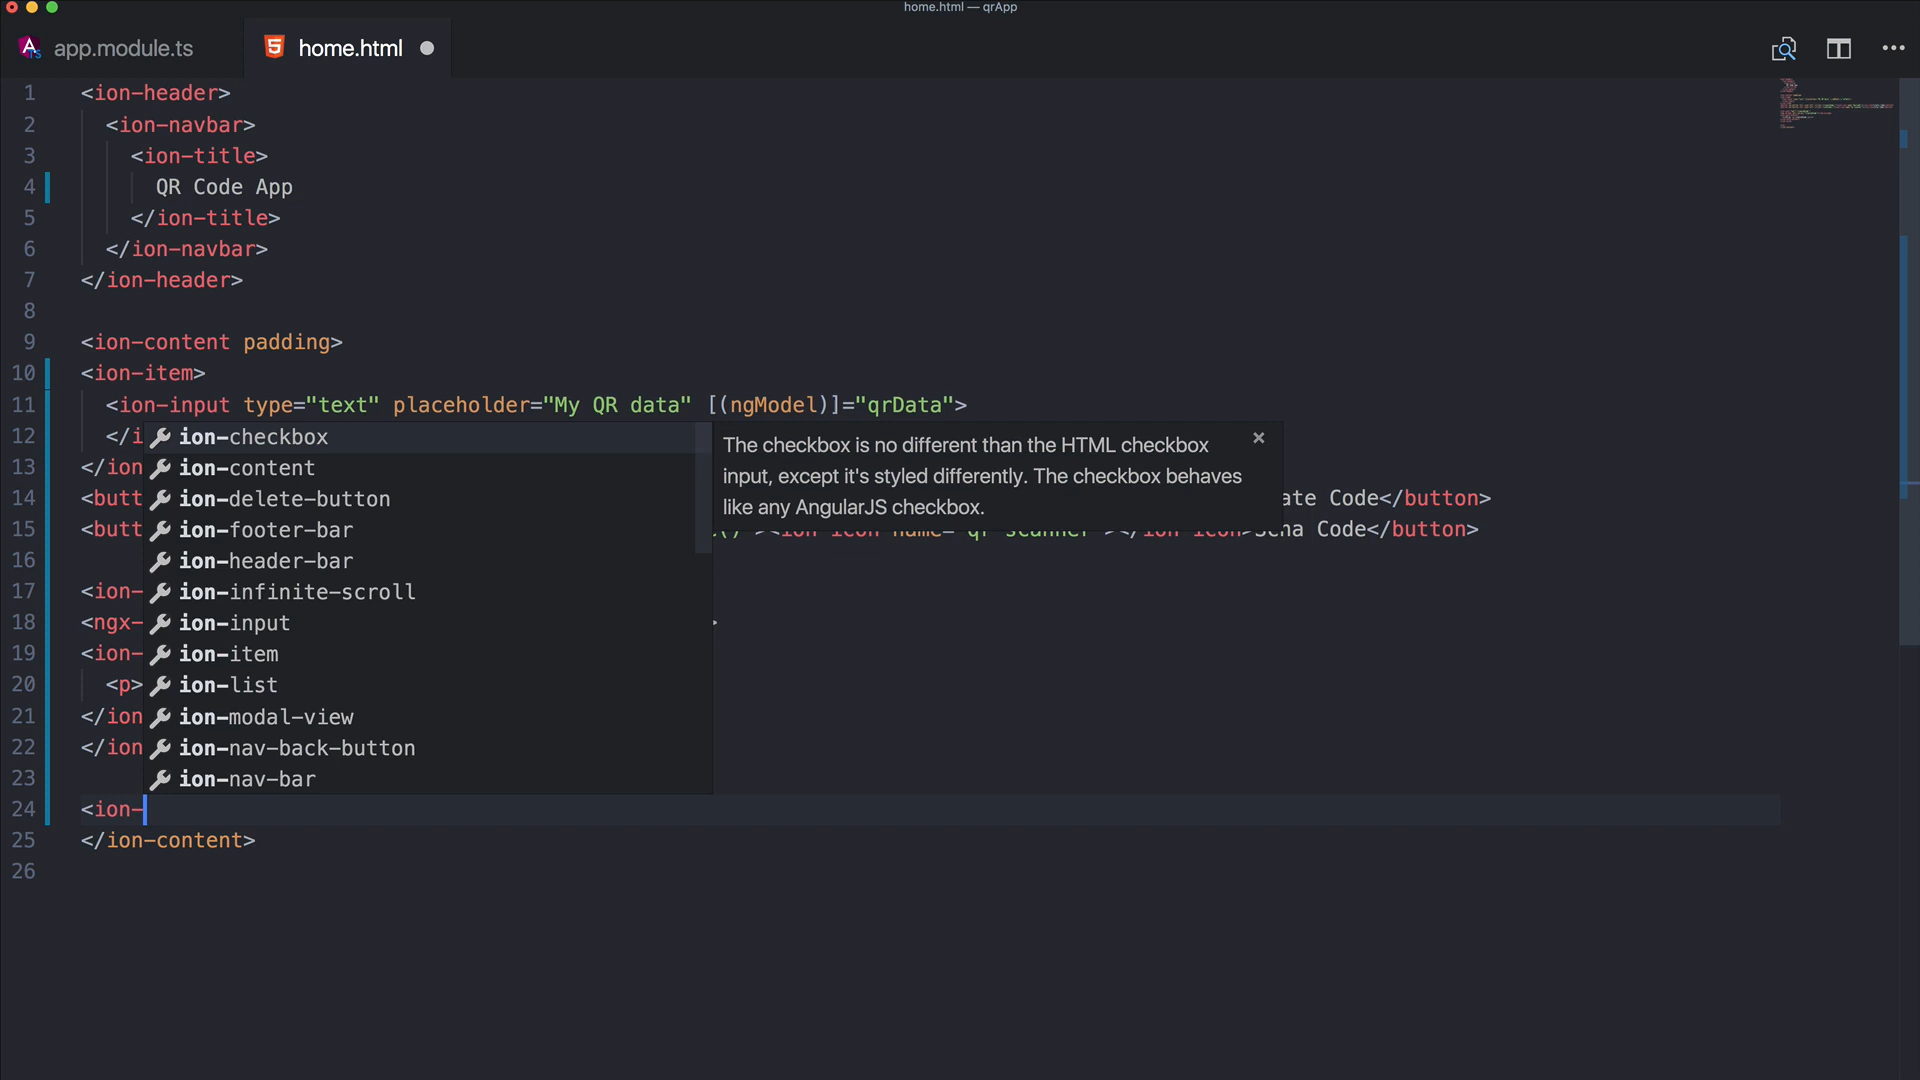 home.html — qrApp
app.module.ts
home.html
1 <ion-header>
2 <ion-navbar>
3 <ion-title>
4 QR Code App
5 </ion-title>
6 </ion-navbar>
7 </ion-header>
8
9 <ion-content padding>
10 <ion-item>
11 <ion-input type="text" placeholder="My QR data" [(ngModel)]="qrData">
12 </i
13 </ion
14 <butt ate Code</button>
15 <butt Code</button>
16
17 <ion-
18 <ngx- >
19 <ion-
20 <p>
21 </ion
22 </ion
23
24 <ion-
25 </ion-content>
26
ion-checkbox
ion-content
ion-delete-button
ion-footer-bar
ion-header-bar
ion-infinite-scroll
ion-input
ion-item
ion-list
ion-modal-view
ion-nav-back-button
ion-nav-bar
The checkbox is no different than the HTML checkbox
input, except it's styled differently. The checkbox behaves
like any AngularJS checkbox.